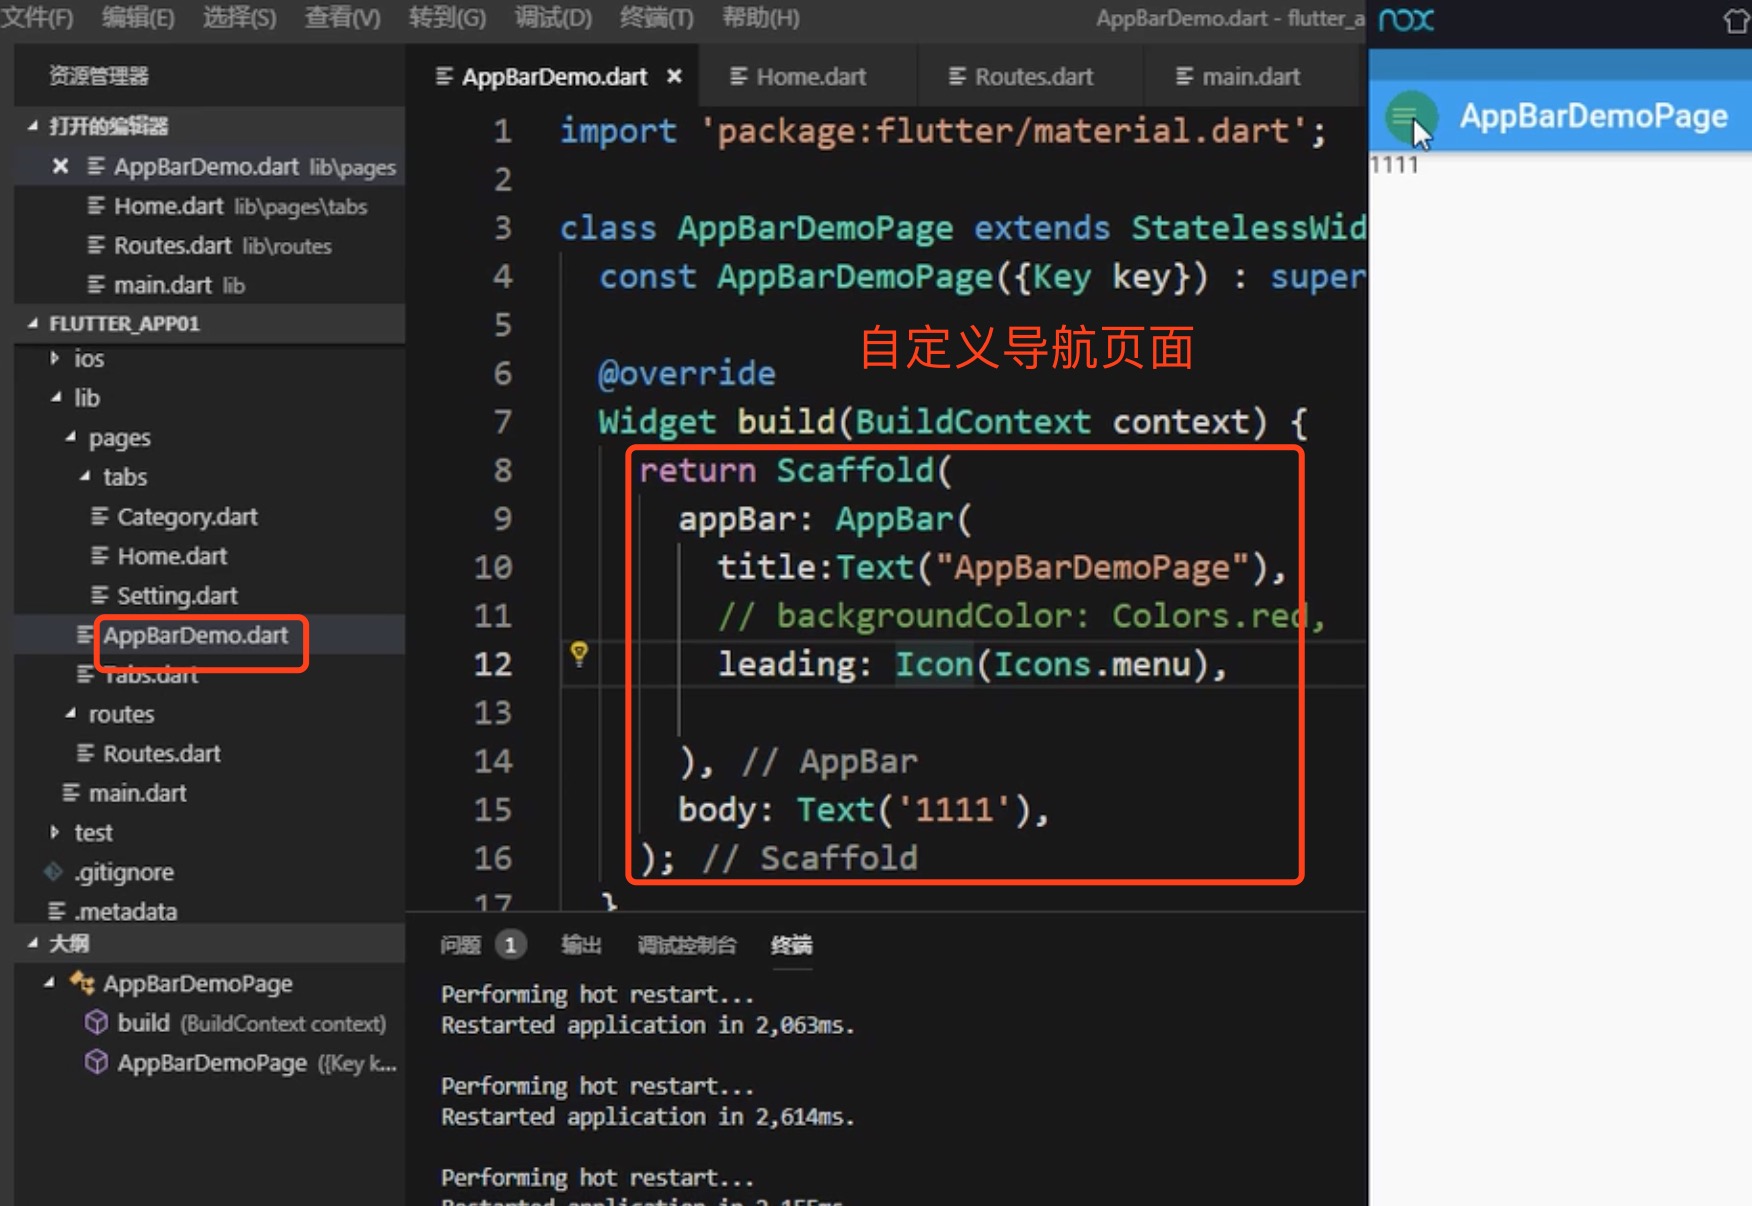 文件(F) 编辑(E) 选择(S) 查看(V) 转到(G) 调试(D) 终端(T) 帮助(H) AppBarDemo.dart - flutter_a
nox
资源管理器
打开的编辑器
AppBarDemo.dart lib\pages
Home.dart lib\pages\tabs
Routes.dart lib\routes
main.dart lib
FLUTTER_APP01
ios
lib
pages
tabs
Category.dart
Home.dart
Setting.dart
AppBarDemo.dart
Tabs.dart
routes
Routes.dart
main.dart
test
.gitignore
.metadata
大纲
AppBarDemoPage
build (BuildContext context)
AppBarDemoPage ({Key k...
AppBarDemo.dart Home.dart Routes.dart main.dart
1 import 'package:flutter/material.dart';
2
3 class AppBarDemoPage extends StatelessWid
4 const AppBarDemoPage({Key key}) : super
5
自定义导航页面
6 @override
7 Widget build(BuildContext context) {
8 return Scaffold(
9 appBar: AppBar(
10 title:Text("AppBarDemoPage"),
11 // backgroundColor: Colors.red,
12 leading: Icon(Icons.menu),
13
14 ), // AppBar
15 body: Text('1111'),
16 ); // Scaffold
17 }
问题 1 输出 调试控制台 终端
Performing hot restart...
Restarted application in 2,063ms.
Performing hot restart...
Restarted application in 2,614ms.
Performing hot restart...
Restarted application in 2,155ms.
AppBarDemoPage
1111